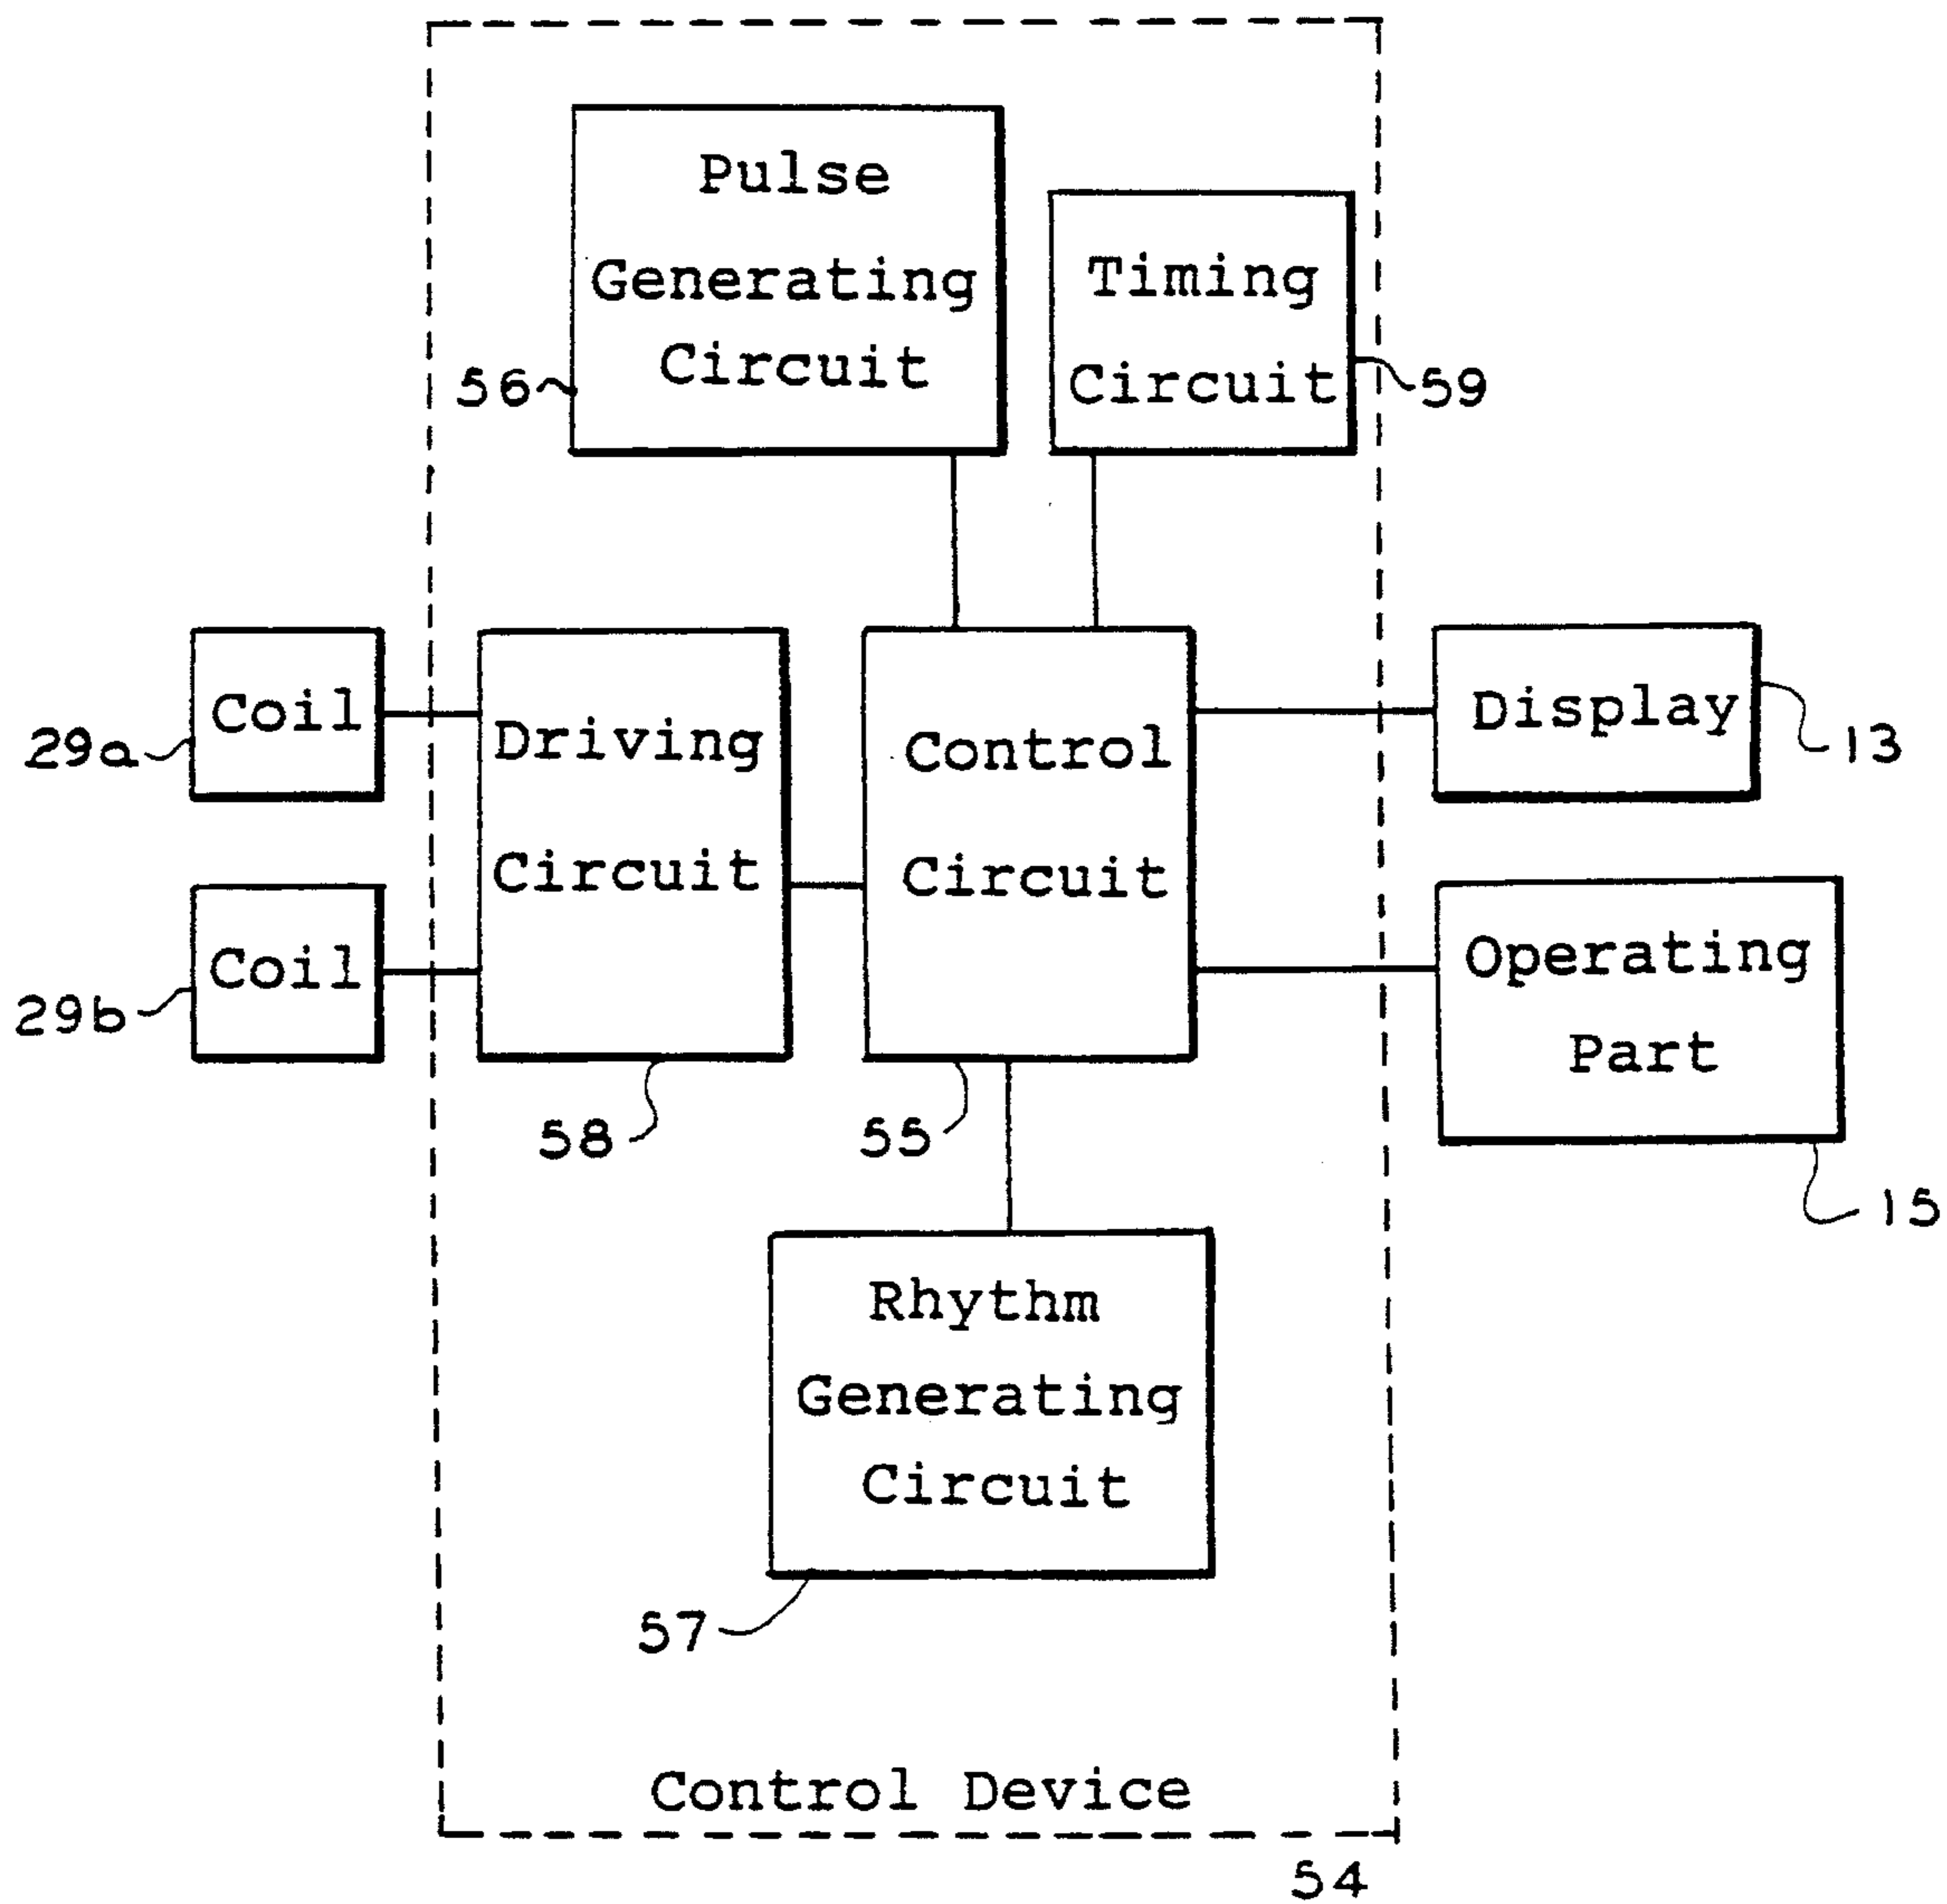 Pulse
Generating
Circuit
56
Timing
Circuit
59
Coil
29a
Coil
29b
Driving
Circuit
58
Control
Circuit
55
Display
13
Operating
Part
15
Rhythm
Generating
Circuit
57
Control Device
54